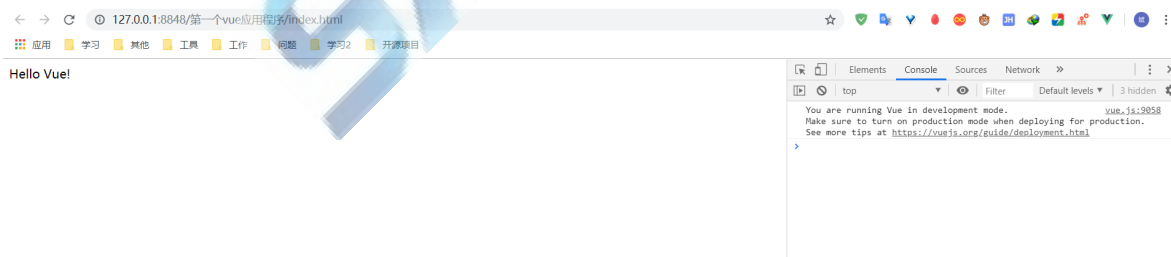 127.0.0.1:8848/第一个vue应用程序/index.html
应用 学习 其他 工具 工作 问题 学习2 开源项目
Hello Vue!
Elements Console Sources Network »
top Filter Default levels ▼ 3 hidden
You are running Vue in development mode. vue.js:9058
Make sure to turn on production mode when deploying for production.
See more tips at https://vuejs.org/guide/deployment.html
>